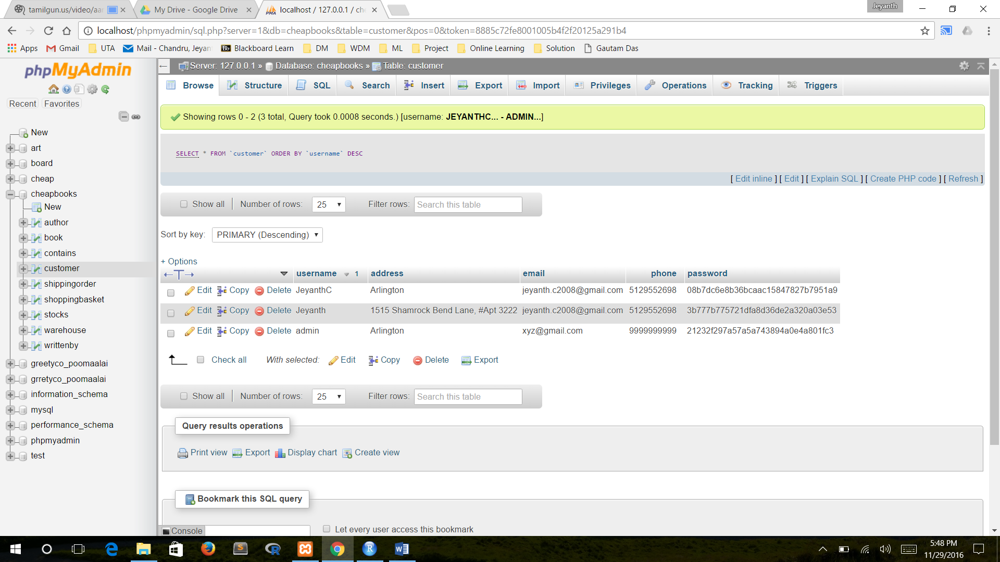 tamilgun.us/video/aar
My Drive - Google Drive
localhost / 127.0.0.1 / che
Jeyanth
localhost/phpmyadmin/sql.php?server=1&db=cheapbooks&table=customer&pos=0&token=8885c72fe8001005b4f2f20125a291b4
Apps Gmail UTA Mail - Chandru, Jeyan Bb Blackboard Learn DM WDM ML Project Online Learning Solution Gautam Das
phpMyAdmin
Recent Favorites
New
art
board
cheap
cheapbooks
New
author
book
contains
customer
shippingorder
shoppingbasket
stocks
warehouse
writtenby
greetyco_poomaalai
grretyco_poomaalai
information_schema
mysql
performance_schema
phpmyadmin
test
Server: 127.0.0.1 » Database: cheapbooks » Table: customer
Browse Structure SQL Search Insert Export Import Privileges Operations Tracking Triggers
Showing rows 0 - 2 (3 total, Query took 0.0008 seconds.) [username: JEYANTHC... - ADMIN...]
SELECT * FROM `customer` ORDER BY `username` DESC
[ Edit inline ] [ Edit ] [ Explain SQL ] [ Create PHP code ] [ Refresh ]
Show all Number of rows: 25 Filter rows: Search this table
Sort by key: PRIMARY (Descending)
+ Options
username 1 address email phone password
Edit Copy Delete JeyanthC Arlington jeyanth.c2008@gmail.com 5129552698 08b7dc6e8b36bcaac15847827b7951a9
Edit Copy Delete Jeyanth 1515 Shamrock Bend Lane, #Apt 3222 jeyanth.c2008@gmail.com 5129552698 3b777b775721dfa8d36de2a320a03e53
Edit Copy Delete admin Arlington xyz@gmail.com 9999999999 21232f297a57a5a743894a0e4a801fc3
Check all With selected: Edit Copy Delete Export
Show all Number of rows: 25 Filter rows: Search this table
Query results operations
Print view Export Display chart Create view
Bookmark this SQL query
Console
Let every user access this bookmark
5:48 PM
11/29/2016